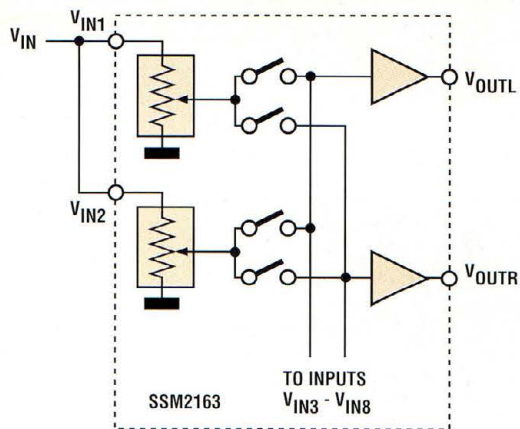 VIN1
VIN
VOUTL
VIN2
VOUTR
TO INPUTS
VIN3 - VIN8
SSM2163